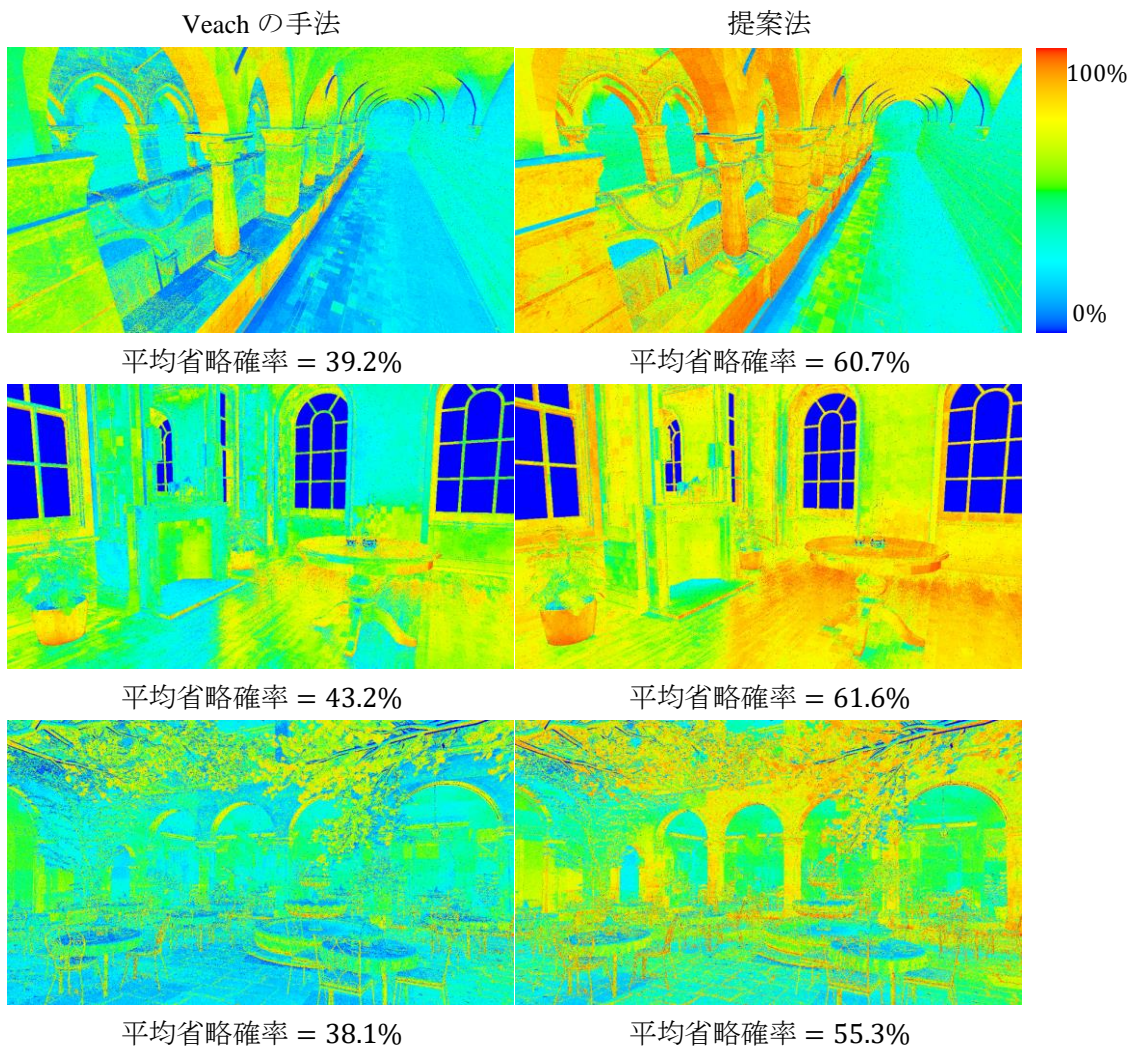 Veach の手法
提案法
100%
0%
平均省略確率 = 39.2%
平均省略確率 = 60.7%
平均省略確率 = 43.2%
平均省略確率 = 61.6%
平均省略確率 = 38.1%
平均省略確率 = 55.3%